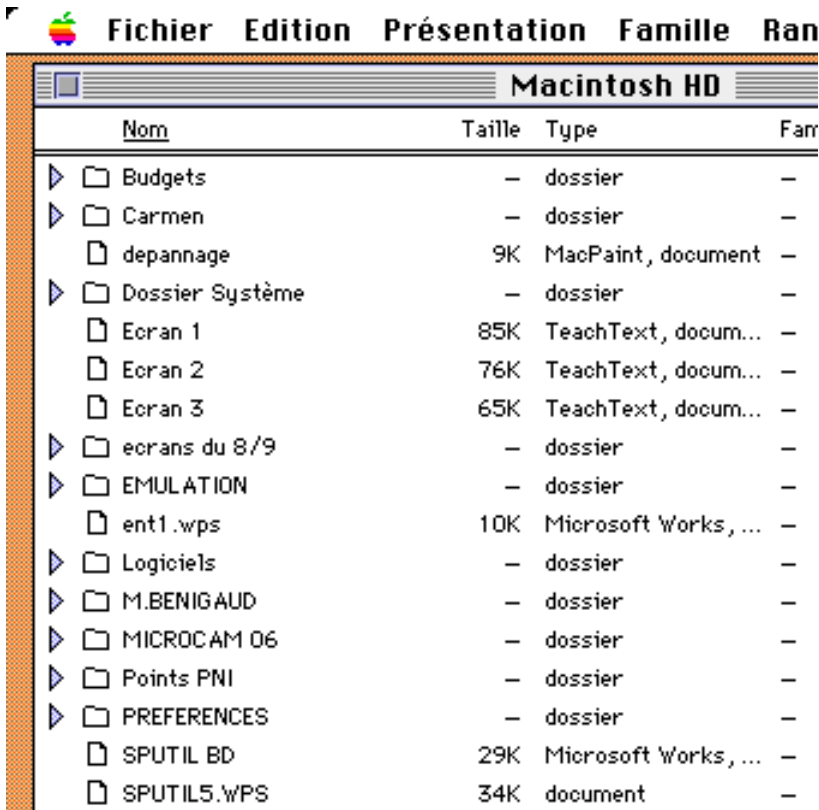 Fichier Edition Présentation Famille Ran
Macintosh HD
Nom Taille Type Fam
Budgets – dossier –
Carmen – dossier –
depannage 9K MacPaint, document –
Dossier Système – dossier –
Ecran 1 85K TeachText, docum... –
Ecran 2 76K TeachText, docum... –
Ecran 3 65K TeachText, docum... –
ecrans du 8/9 – dossier –
EMULATION – dossier –
ent1.wps 10K Microsoft Works, ... –
Logiciels – dossier –
M.BENIGAUD – dossier –
MICROCAM 06 – dossier –
Points PNI – dossier –
PREFERENCES – dossier –
SPUTIL BD 29K Microsoft Works, ... –
SPUTIL5.WPS 34K document –